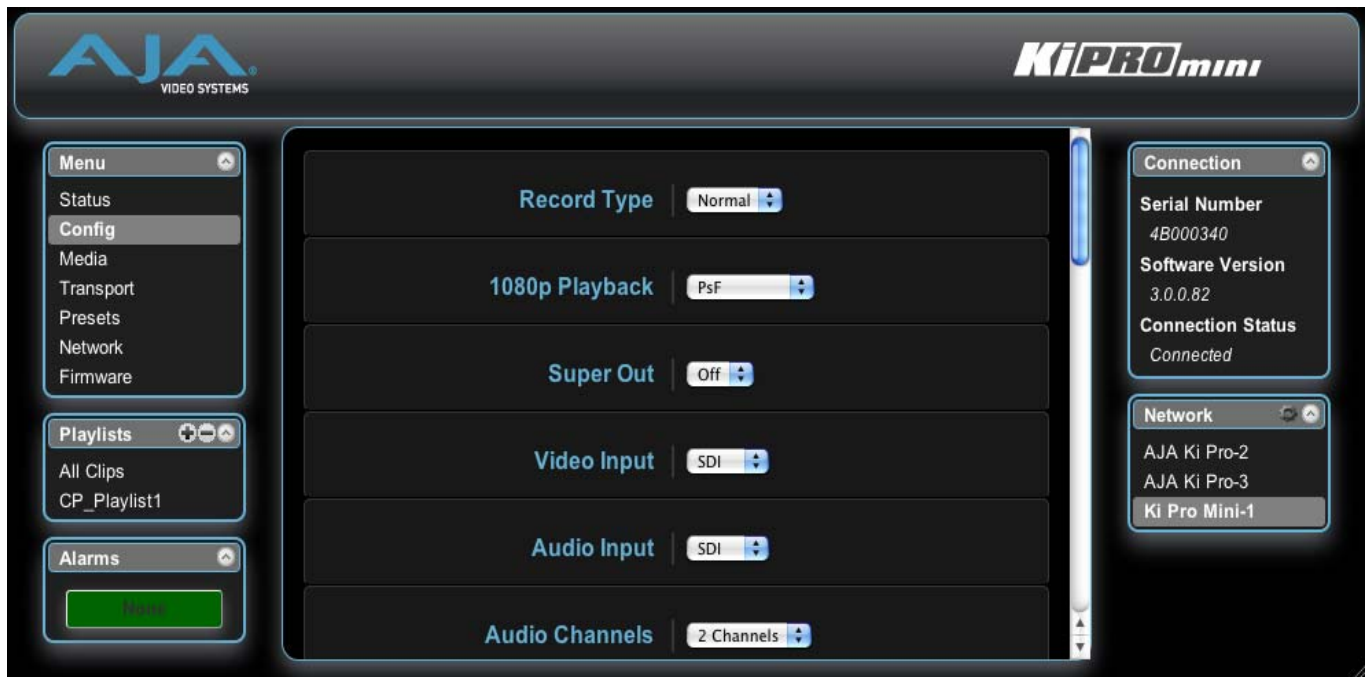 AJA
VIDEO SYSTEMS
KiPRO mini
Menu
Status
Config
Media
Transport
Presets
Network
Firmware
Playlists
All Clips
CP_Playlist1
Alarms
None
Record Type Normal
1080p Playback PsF
Super Out Off
Video Input SDI
Audio Input SDI
Audio Channels 2 Channels
Connection
Serial Number
4B000340
Software Version
3.0.0.82
Connection Status
Connected
Network
AJA Ki Pro-2
AJA Ki Pro-3
Ki Pro Mini-1